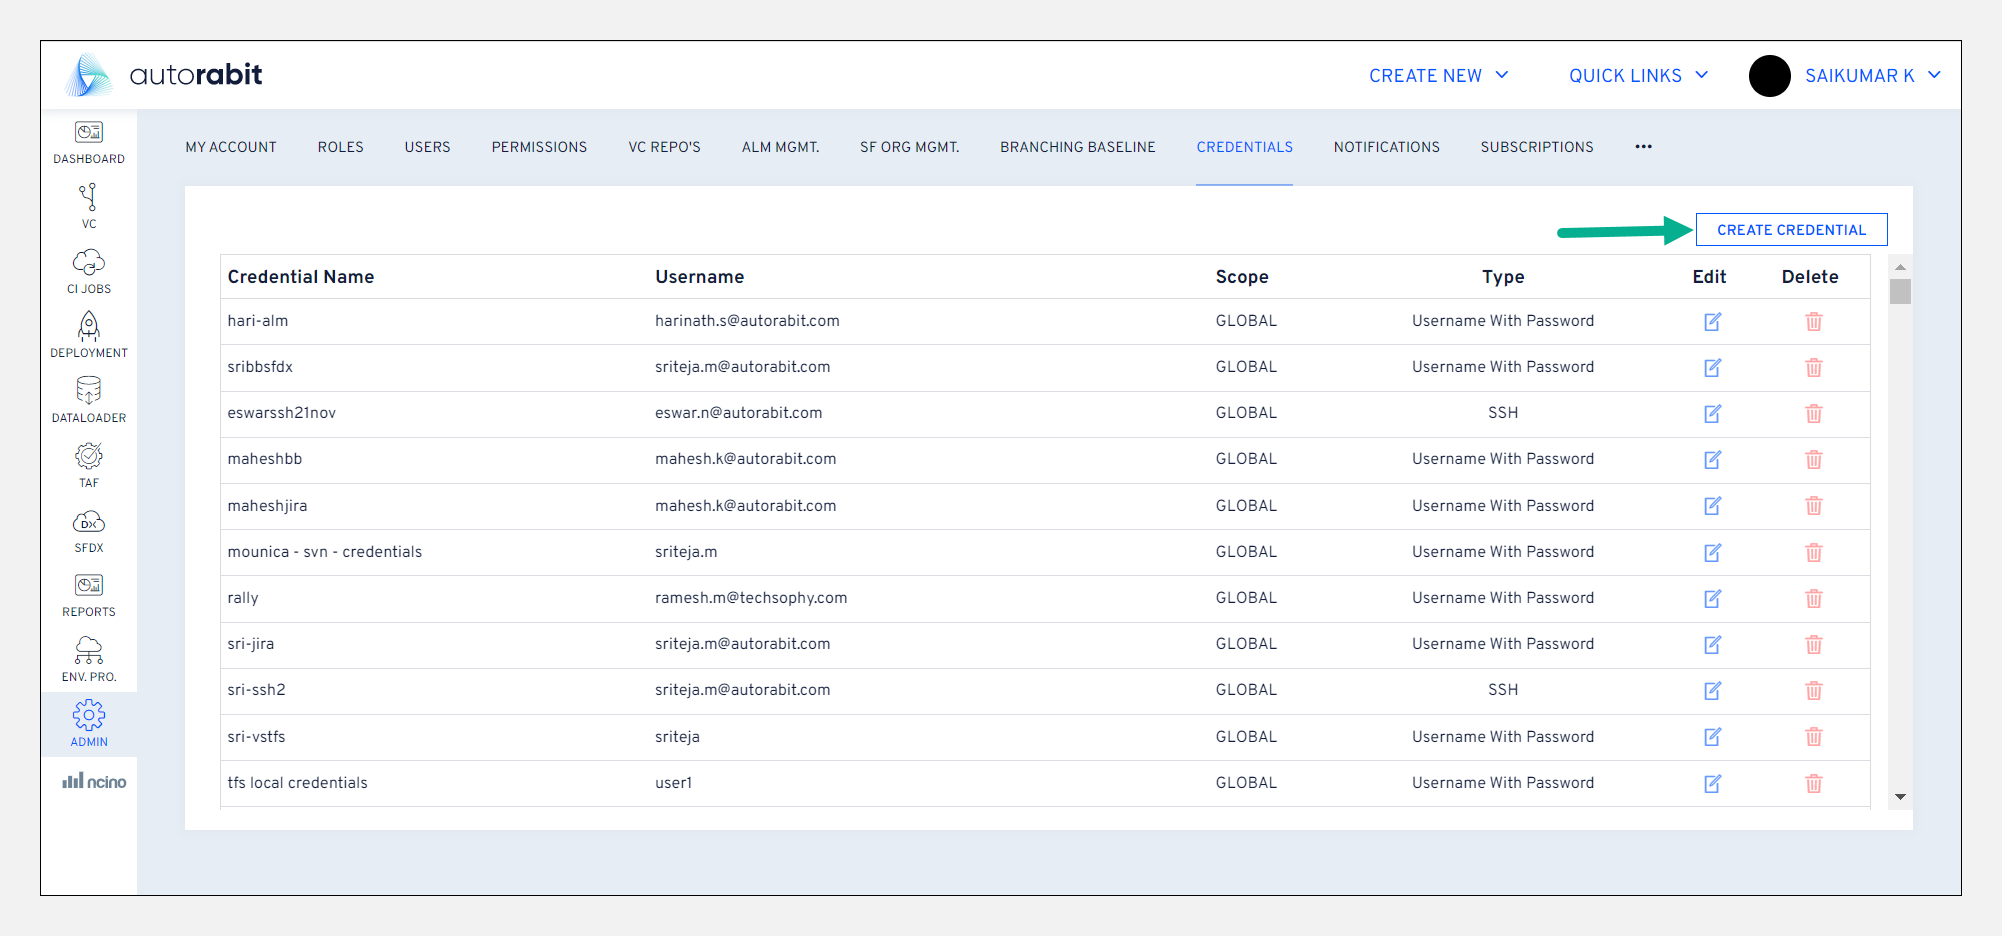 autorabit
CREATE NEW QUICK LINKS SAIKUMAR K
DASHBOARD
VC
CI JOBS
DEPLOYMENT
DATALOADER
TAF
DX
SFDX
REPORTS
ENV. PRO.
ADMIN
ncino
MY ACCOUNT ROLES USERS PERMISSIONS VC REPO'S ALM MGMT. SF ORG MGMT. BRANCHING BASELINE CREDENTIALS NOTIFICATIONS SUBSCRIPTIONS •••
CREATE CREDENTIAL
Credential Name Username Scope Type Edit Delete
hari-alm harinath.s@autorabit.com GLOBAL Username With Password
sribbsfdx sriteja.m@autorabit.com GLOBAL Username With Password
eswarssh21nov eswar.n@autorabit.com GLOBAL SSH
maheshbb mahesh.k@autorabit.com GLOBAL Username With Password
maheshjira mahesh.k@autorabit.com GLOBAL Username With Password
mounica - svn - credentials sriteja.m GLOBAL Username With Password
rally ramesh.m@techsophy.com GLOBAL Username With Password
sri-jira sriteja.m@autorabit.com GLOBAL Username With Password
sri-ssh2 sriteja.m@autorabit.com GLOBAL SSH
sri-vstfs sriteja GLOBAL Username With Password
tfs local credentials user1 GLOBAL Username With Password